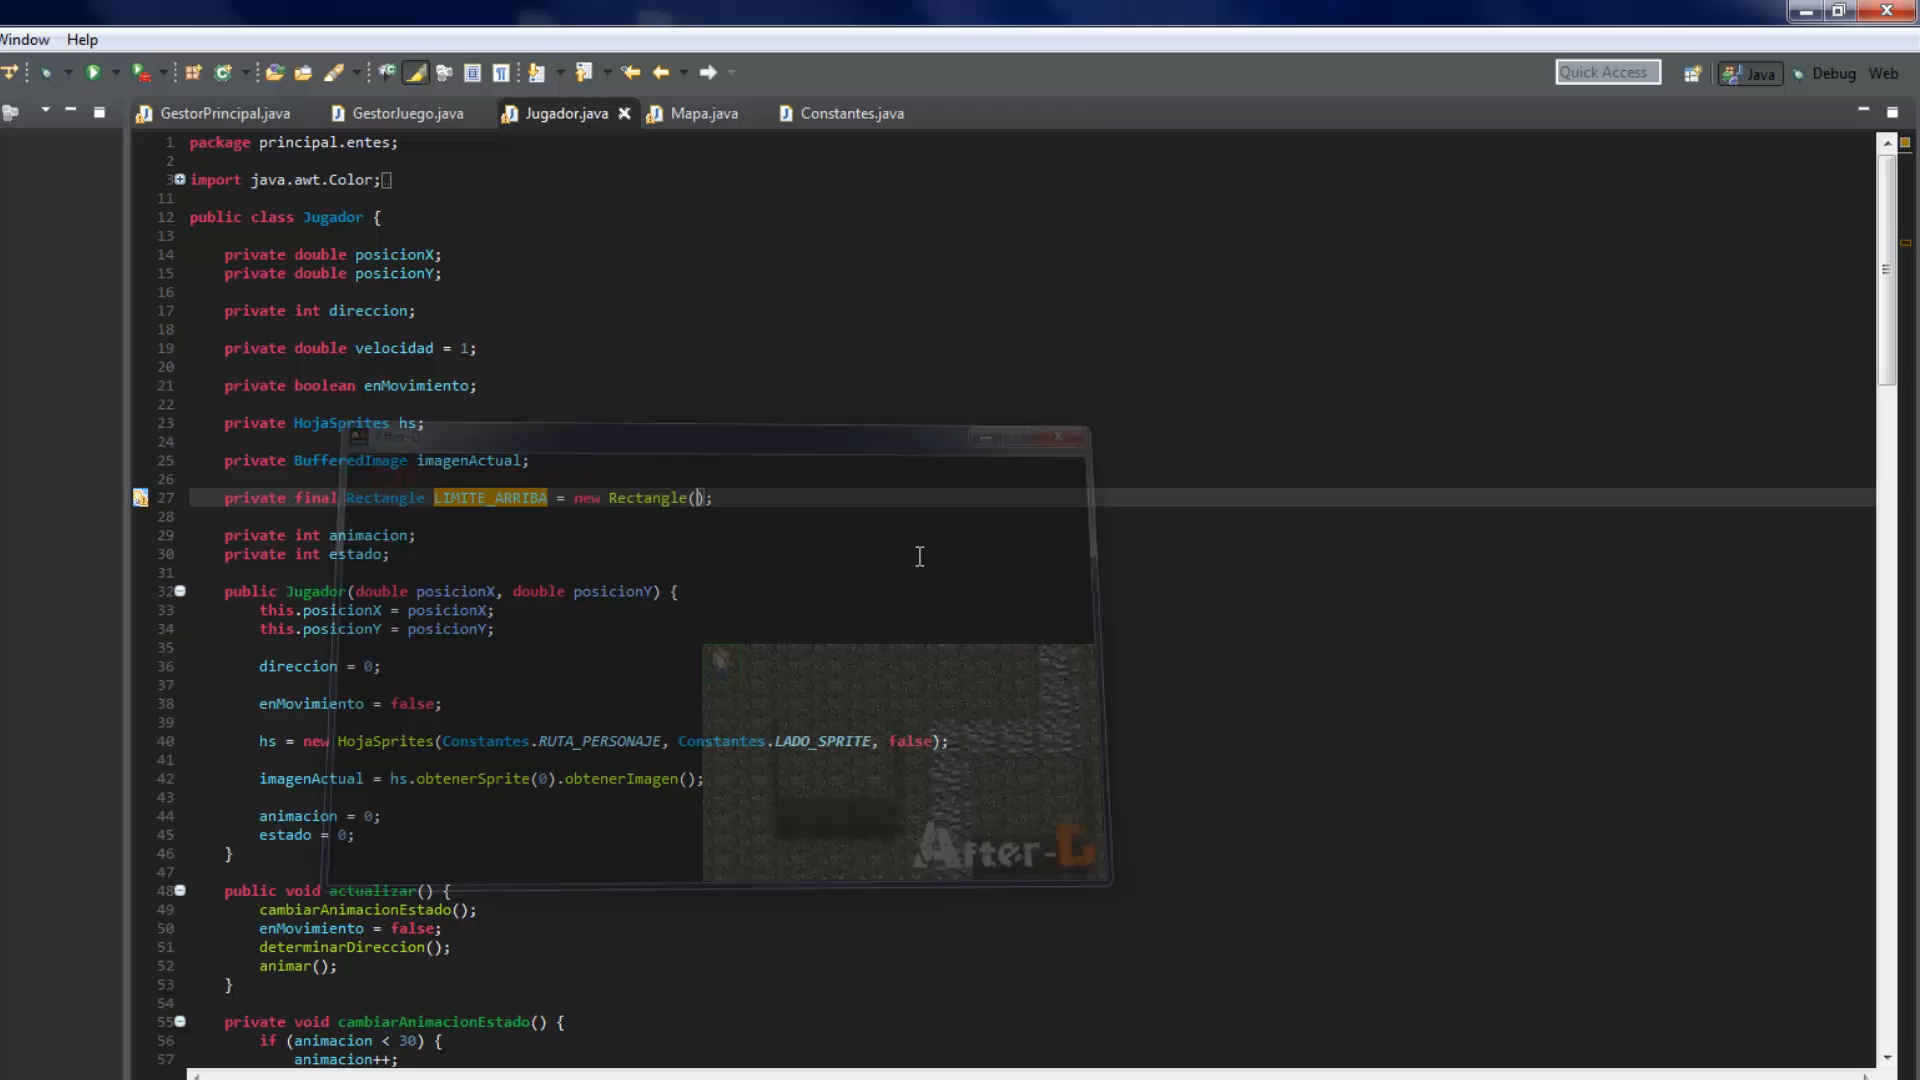 Window Help
Quick Access Java Debug Web
GestorPrincipal.java GestorJuego.java Jugador.java Mapa.java Constantes.java
1 package principal.entes;
2
3 import java.awt.Color;
11
12 public class Jugador {
13
14 private double posicionX;
15 private double posicionY;
16
17 private int direccion;
18
19 private double velocidad = 1;
20
21 private boolean enMovimiento;
22
23 private HojaSprites hs;
24
After-D
25 private BufferedImage imagenActual;
26
27 private final Rectangle LIMITE_ARRIBA = new Rectangle();
28
29 private int animacion;
30 private int estado;
31
32 public Jugador(double posicionX, double posicionY) {
33 this.posicionX = posicionX;
34 this.posicionY = posicionY;
35
36 direccion = 0;
37
38 enMovimiento = false;
39
40 hs = new HojaSprites(Constantes.RUTA_PERSONAJE, Constantes.LADO_SPRITE, false);
41
42 imagenActual = hs.obtenerSprite(0).obtenerImagen();
43
44 animacion = 0;
45 estado = 0;
46 }
After-D
47
48 public void actualizar() {
49 cambiarAnimacionEstado();
50 enMovimiento = false;
51 determinarDireccion();
52 animar();
53 }
54
55 private void cambiarAnimacionEstado() {
56 if (animacion < 30) {
57 animacion++;